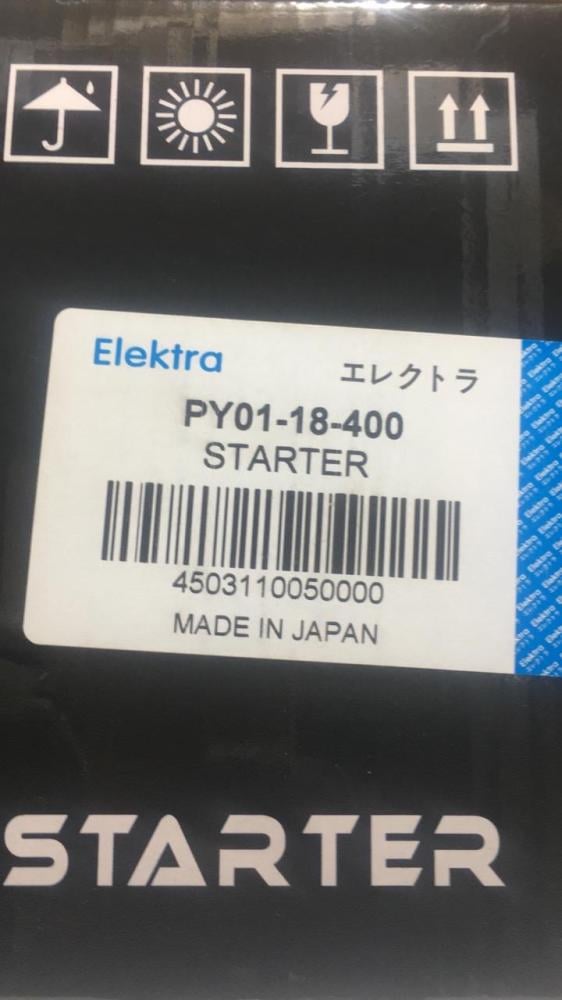 Elektra エレクトラ
PY01-18-400
STARTER
4503110050000
MADE IN JAPAN
STARTER